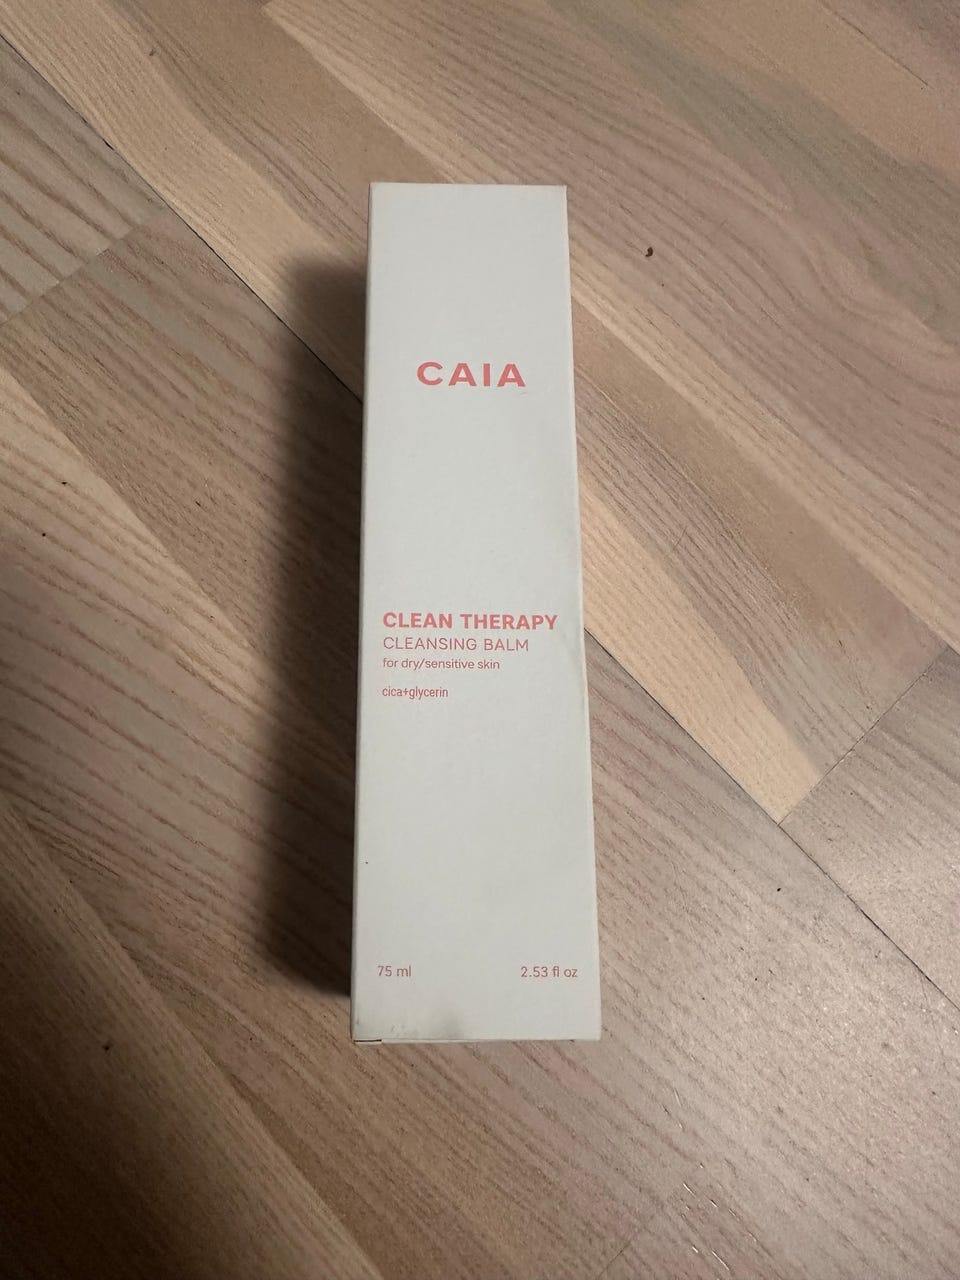 CAIA
CLEAN THERAPY
CLEANSING BALM
for dry/sensitive skin
cica+glycerin
75 ml 2.53 fl oz